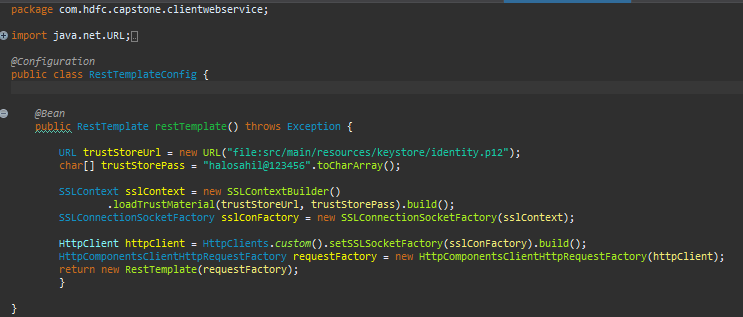 package com.hdfc.capstone.clientwebservice;
import java.net.URL;
@Configuration
public class RestTemplateConfig {
@Bean
public RestTemplate restTemplate() throws Exception {
URL trustStoreUrl = new URL("file:src/main/resources/keystore/identity.p12");
char[] trustStorePass = "halosahil@123456".toCharArray();
SSLContext sslContext = new SSLContextBuilder()
.loadTrustMaterial(trustStoreUrl, trustStorePass).build();
SSLConnectionSocketFactory sslConFactory = new SSLConnectionSocketFactory(sslContext);
HttpClient httpClient = HttpClients.custom().setSSLSocketFactory(sslConFactory).build();
HttpComponentsClientHttpRequestFactory requestFactory = new HttpComponentsClientHttpRequestFactory(httpClient);
return new RestTemplate(requestFactory);
}
}